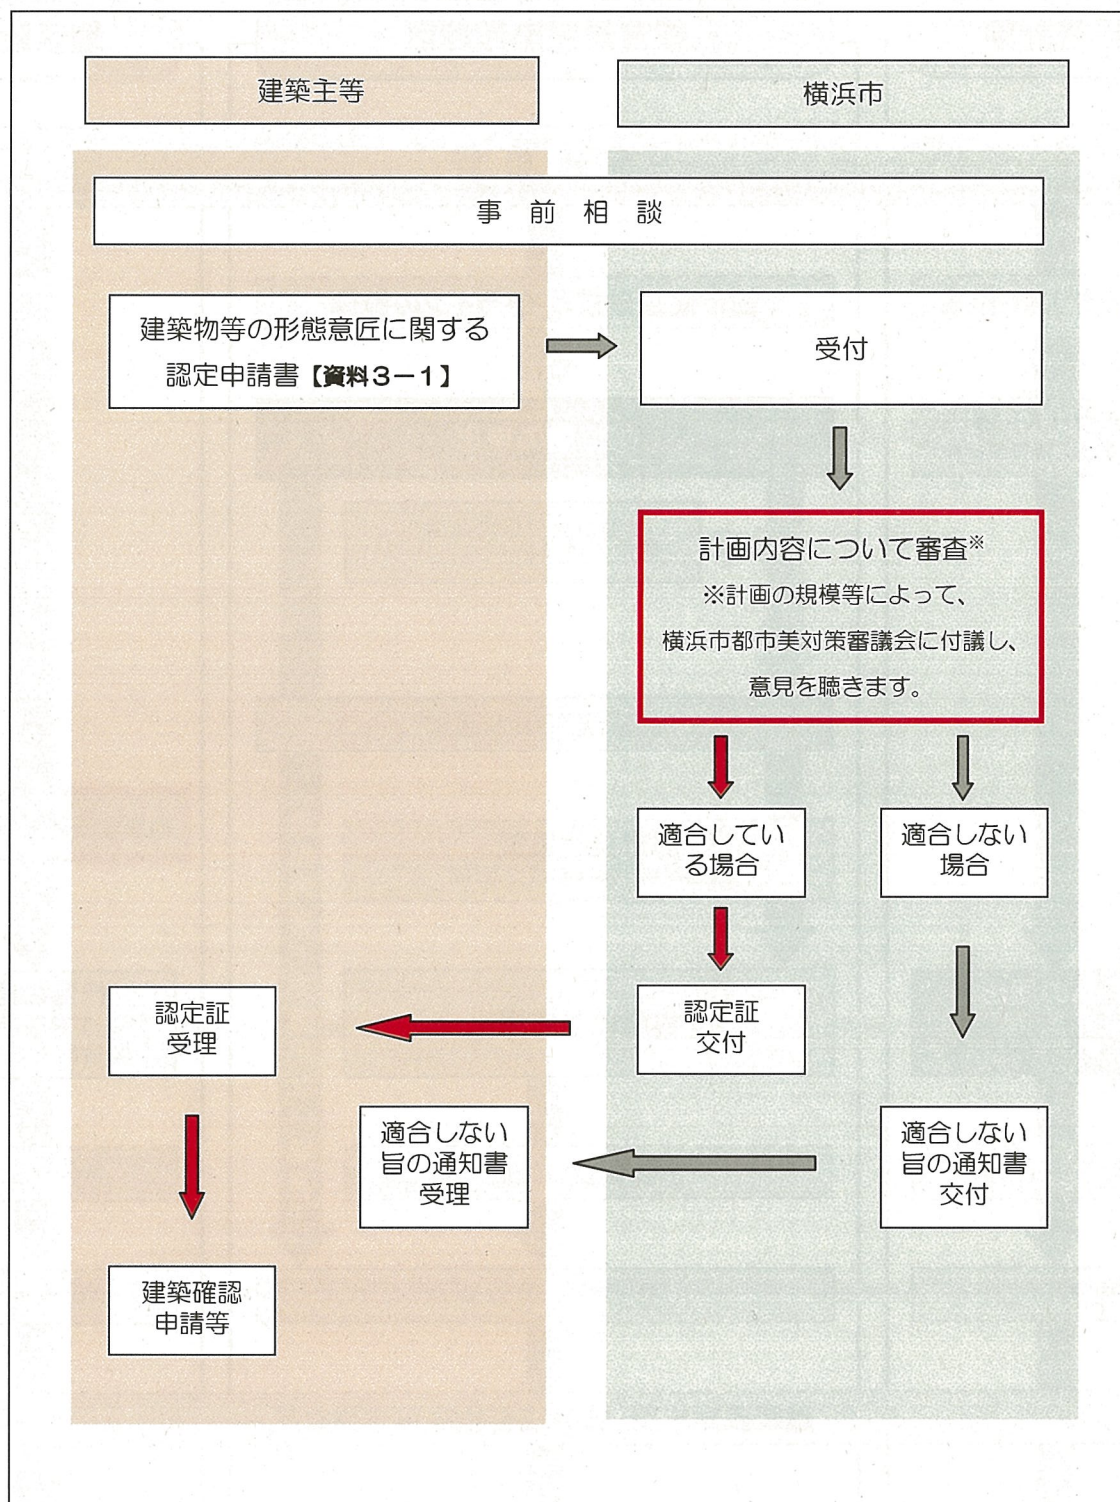 建築主等
横浜市
事前相談
建築物等の形態意匠に関する
認定申請書【資料3－1】
受付
計画内容について審査※
※計画の規模等によって、
横浜市都市美対策審議会に付議し、
意見を聴きます。
適合してい
る場合
適合しない
場合
認定証
受理
認定証
交付
適合しない
旨の通知書
受理
適合しない
旨の通知書
交付
建築確認
申請等